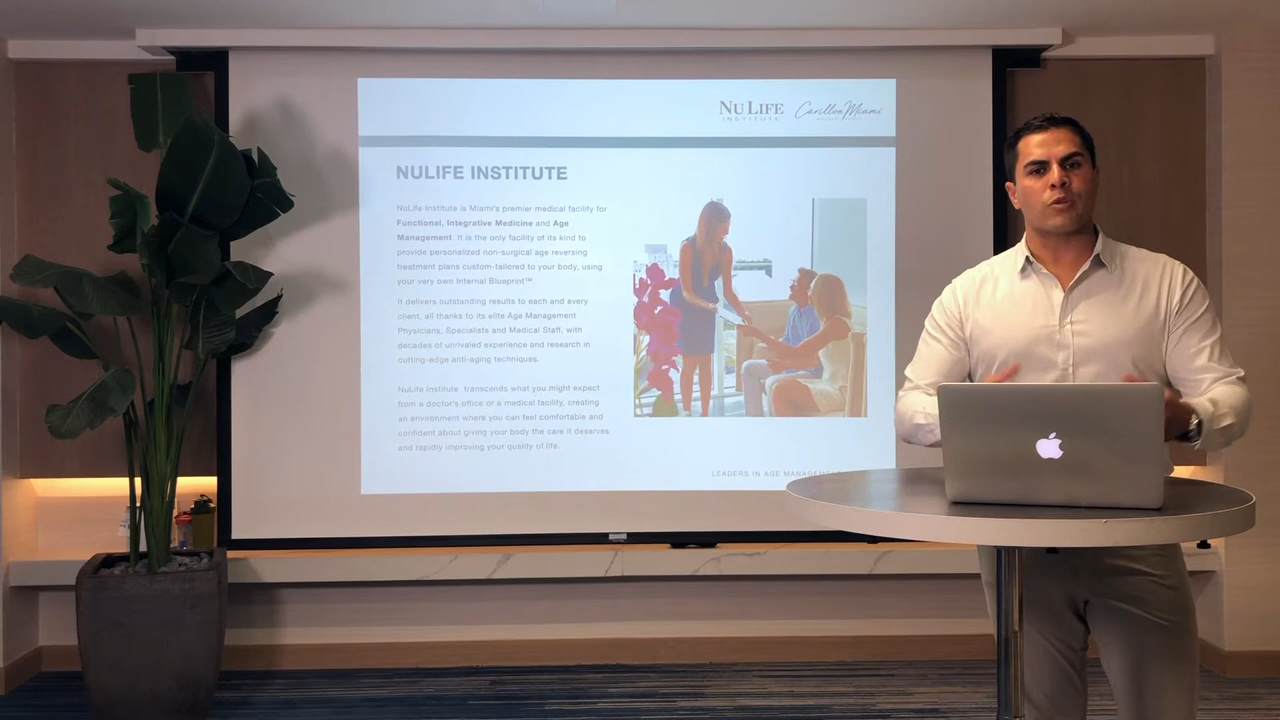 NU LIFE
INSTITUTE
Carillon Miami
NULIFE INSTITUTE
NuLife Institute is Miami's premier medical facility for
Functional, Integrative Medicine and Age
Management. It is the only facility of its kind to
provide personalized non-surgical age reversing
treatment plans custom-tailored to your body, using
your very own Internal Blueprint™.
It delivers outstanding results to each and every
client, all thanks to its elite Age Management
Physicians, Specialists and Medical Staff, with
decades of unrivaled experience and research in
cutting-edge anti-aging techniques.
NuLife Institute transcends what you might expect
from a doctor's office or a medical facility, creating
an environment where you can feel comfortable and
confident about giving your body the care it deserves
and rapidly improving your quality of life.
LEADERS IN AGE